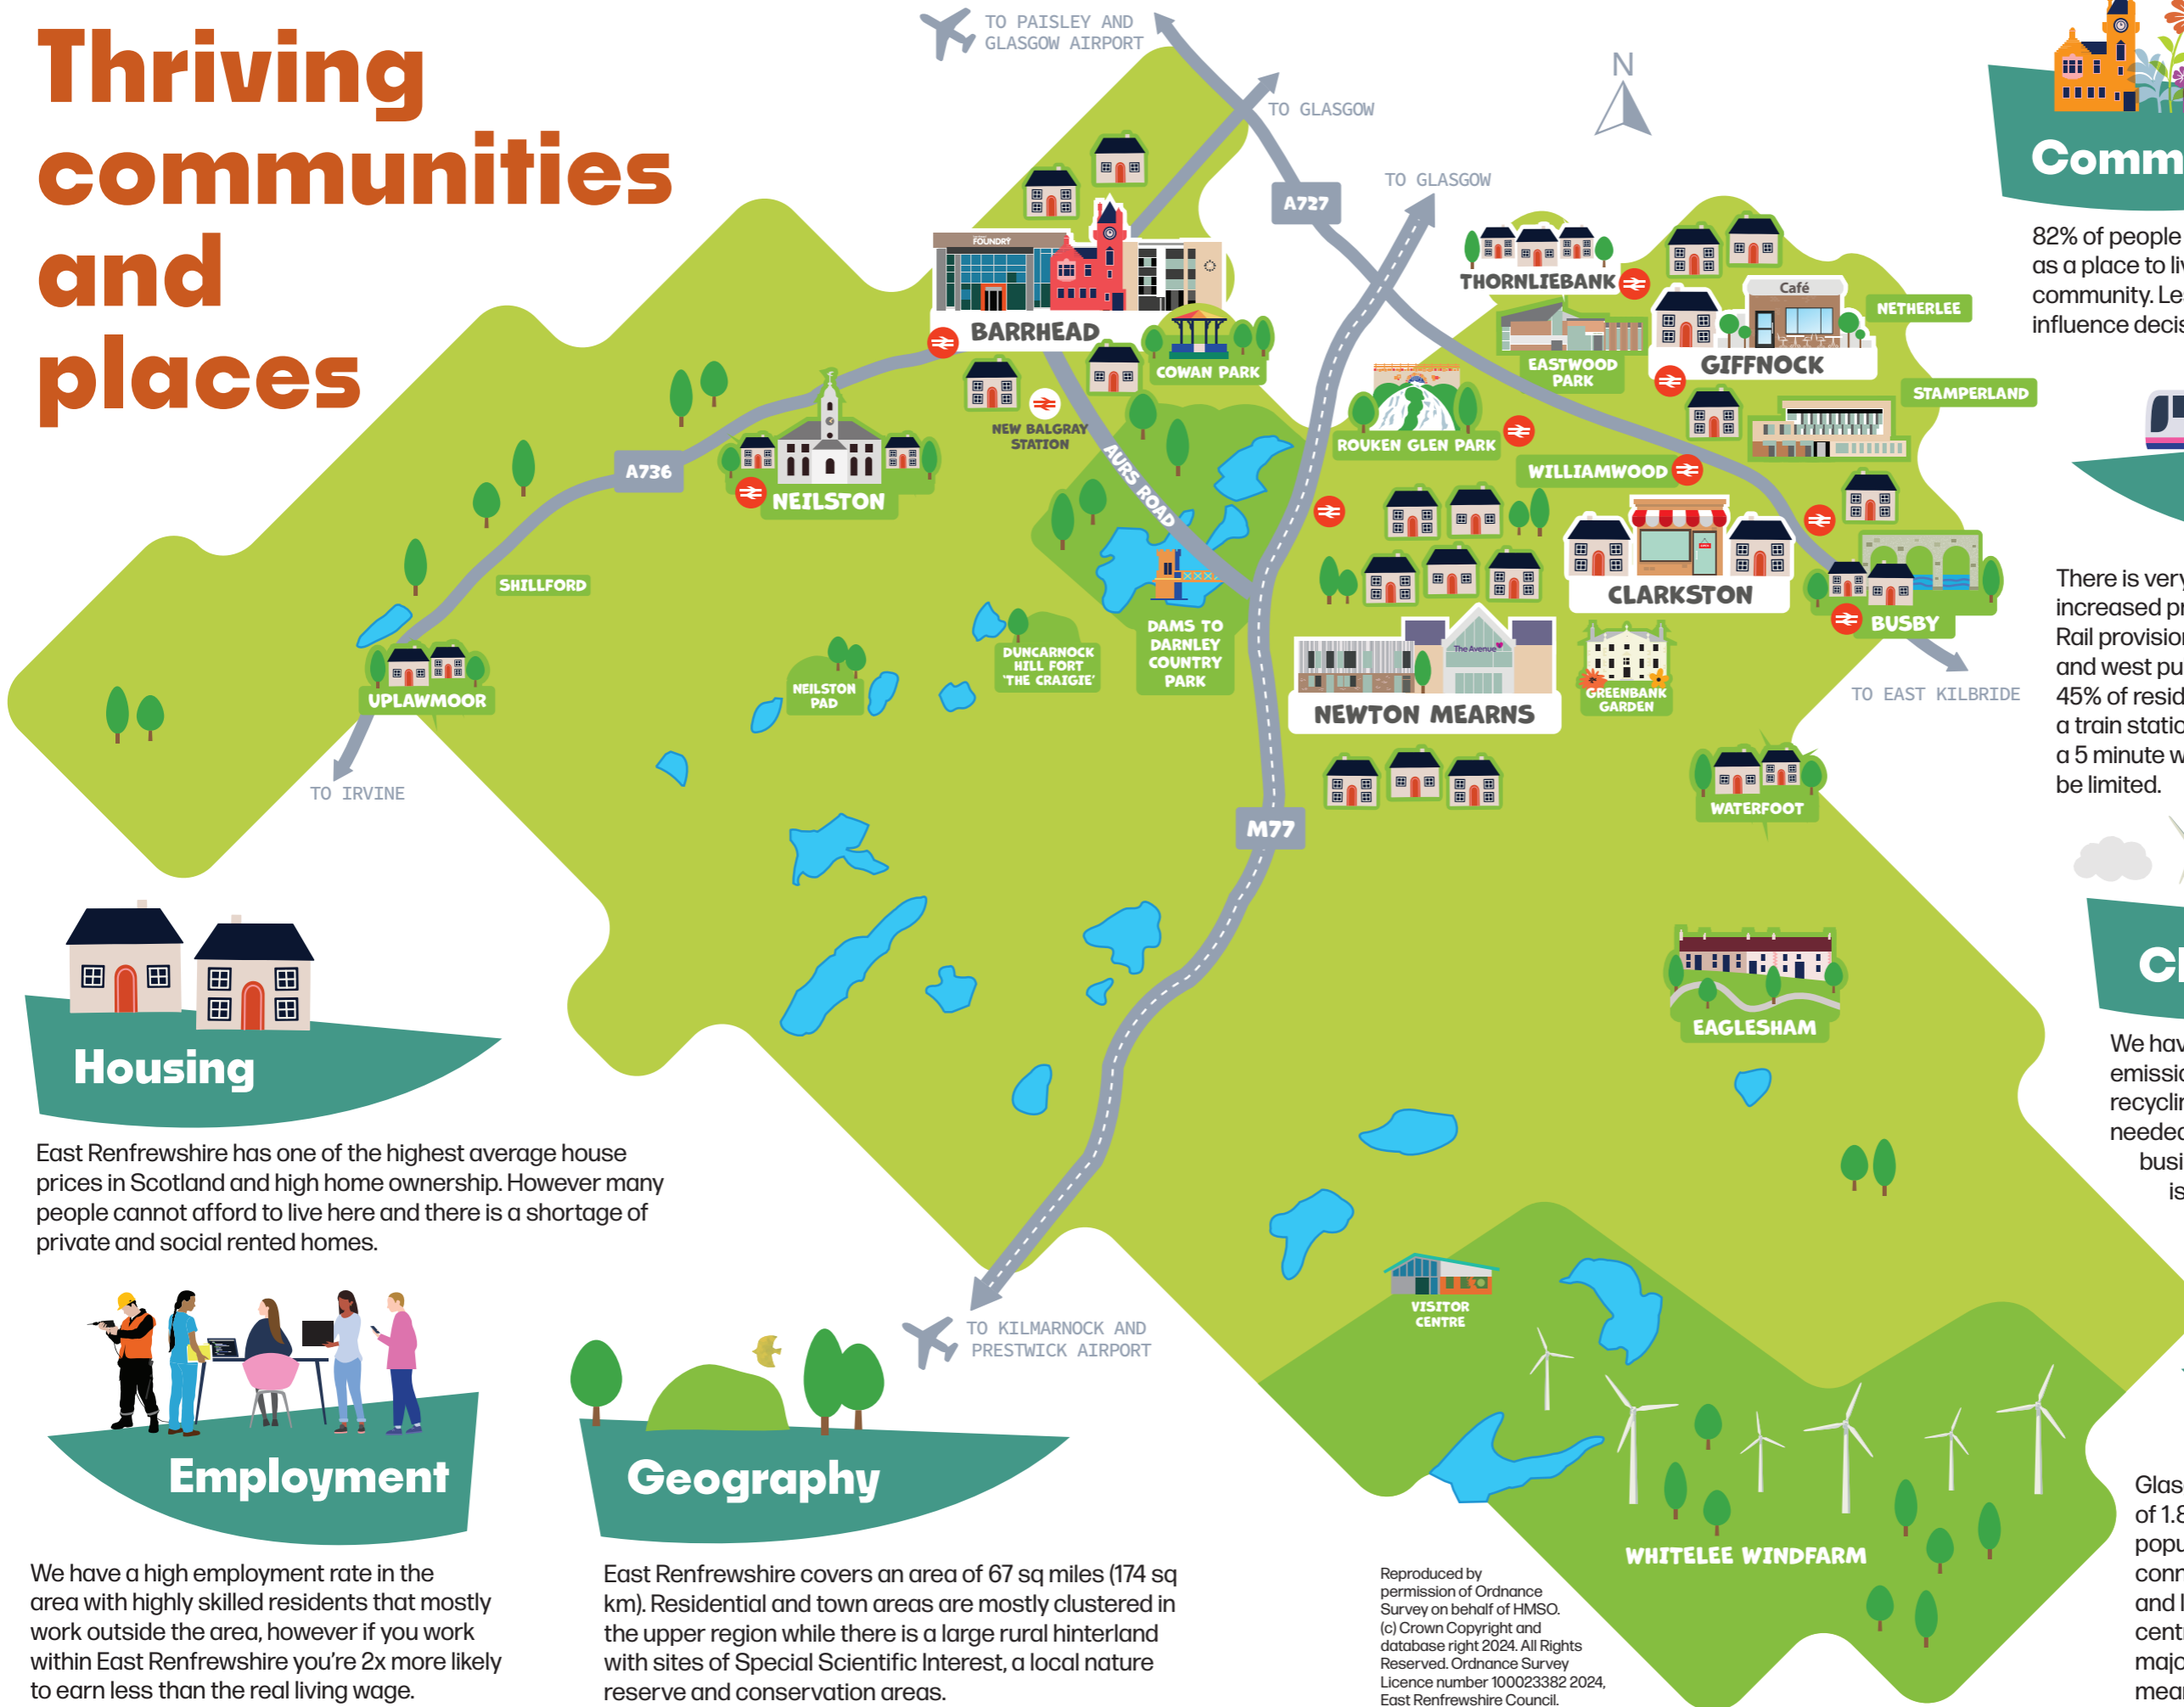 Thriving
communities
and
places
TO PAISLEY AND
GLASGOW AIRPORT
TO GLASGOW
N
TO GLASGOW
A727
FOUNDRY
BARRHEAD
COWAN PARK
NEW BALGRAY
STATION
AURS ROAD
A736
NEILSTON
SHILLFORD
UPLAWMOOR
TO IRVINE
NEILSTON
PAD
DUNCARNOCK
HILL FORT
'THE CRAIGIE'
DAMS TO
DARNLEY
COUNTRY
PARK
THORNLIEBANK
EASTWOOD
PARK
Café
GIFFNOCK
NETHERLEE
STAMPERLAND
ROUKEN GLEN PARK
WILLIAMWOOD
CLARKSTON
BUSBY
TO EAST KILBRIDE
The Avenue
NEWTON MEARNS
GREENBANK
GARDEN
WATERFOOT
M77
EAGLESHAM
VISITOR
CENTRE
WHITELEE WINDFARM
TO KILMARNOCK AND
PRESTWICK AIRPORT
Housing
East Renfrewshire has one of the highest average house
prices in Scotland and high home ownership. However many
people cannot afford to live here and there is a shortage of
private and social rented homes.
Employment
We have a high employment rate in the
area with highly skilled residents that mostly
work outside the area, however if you work
within East Renfrewshire you're 2x more likely
to earn less than the real living wage.
Geography
East Renfrewshire covers an area of 67 sq miles (174 sq
km). Residential and town areas are mostly clustered in
the upper region while there is a large rural hinterland
with sites of Special Scientific Interest, a local nature
reserve and conservation areas.
Reproduced by
permission of Ordnance
Survey on behalf of HMSO.
(c) Crown Copyright and
database right 2024. All Rights
Reserved. Ordnance Survey
Licence number 100023382 2024,
East Renfrewshire Council.
Comm
82% of people
as a place to li
community. Le
influence decis
There is very
increased pr
Rail provision
and west pu
45% of resid
a train statio
a 5 minute w
be limited.
We hav
emissio
recyclin
needed
busi
is
Glas
of 1.8
popu
conn
and l
centr
majo
mea